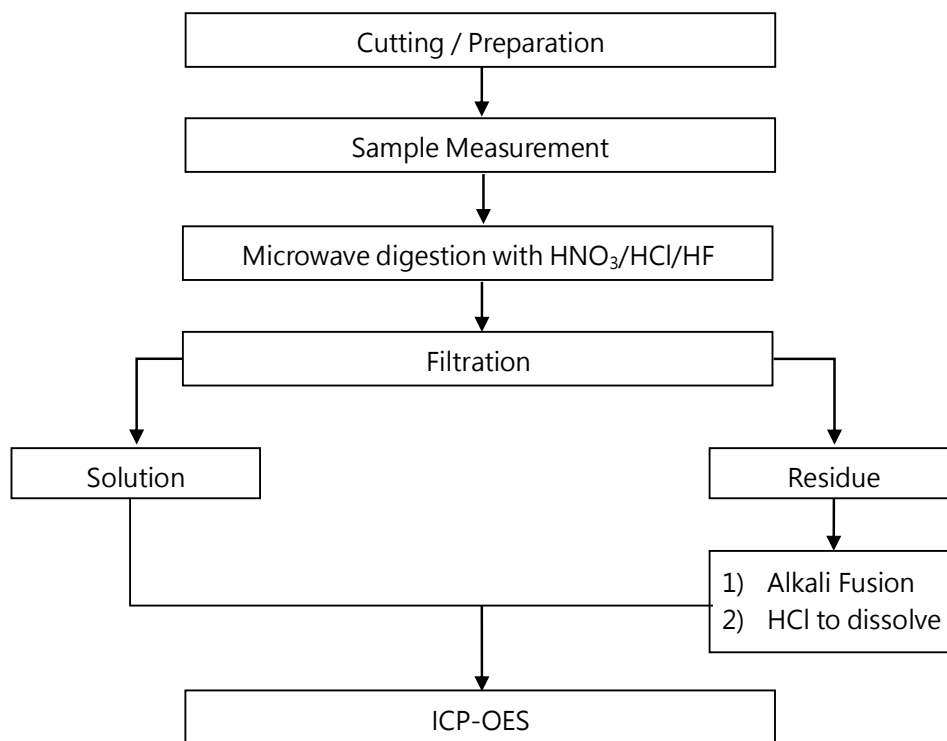 Cutting / Preparation
Sample Measurement
Microwave digestion with HNO₃/HCl/HF
Filtration
Solution
Residue
1) Alkali Fusion
2) HCl to dissolve
ICP-OES